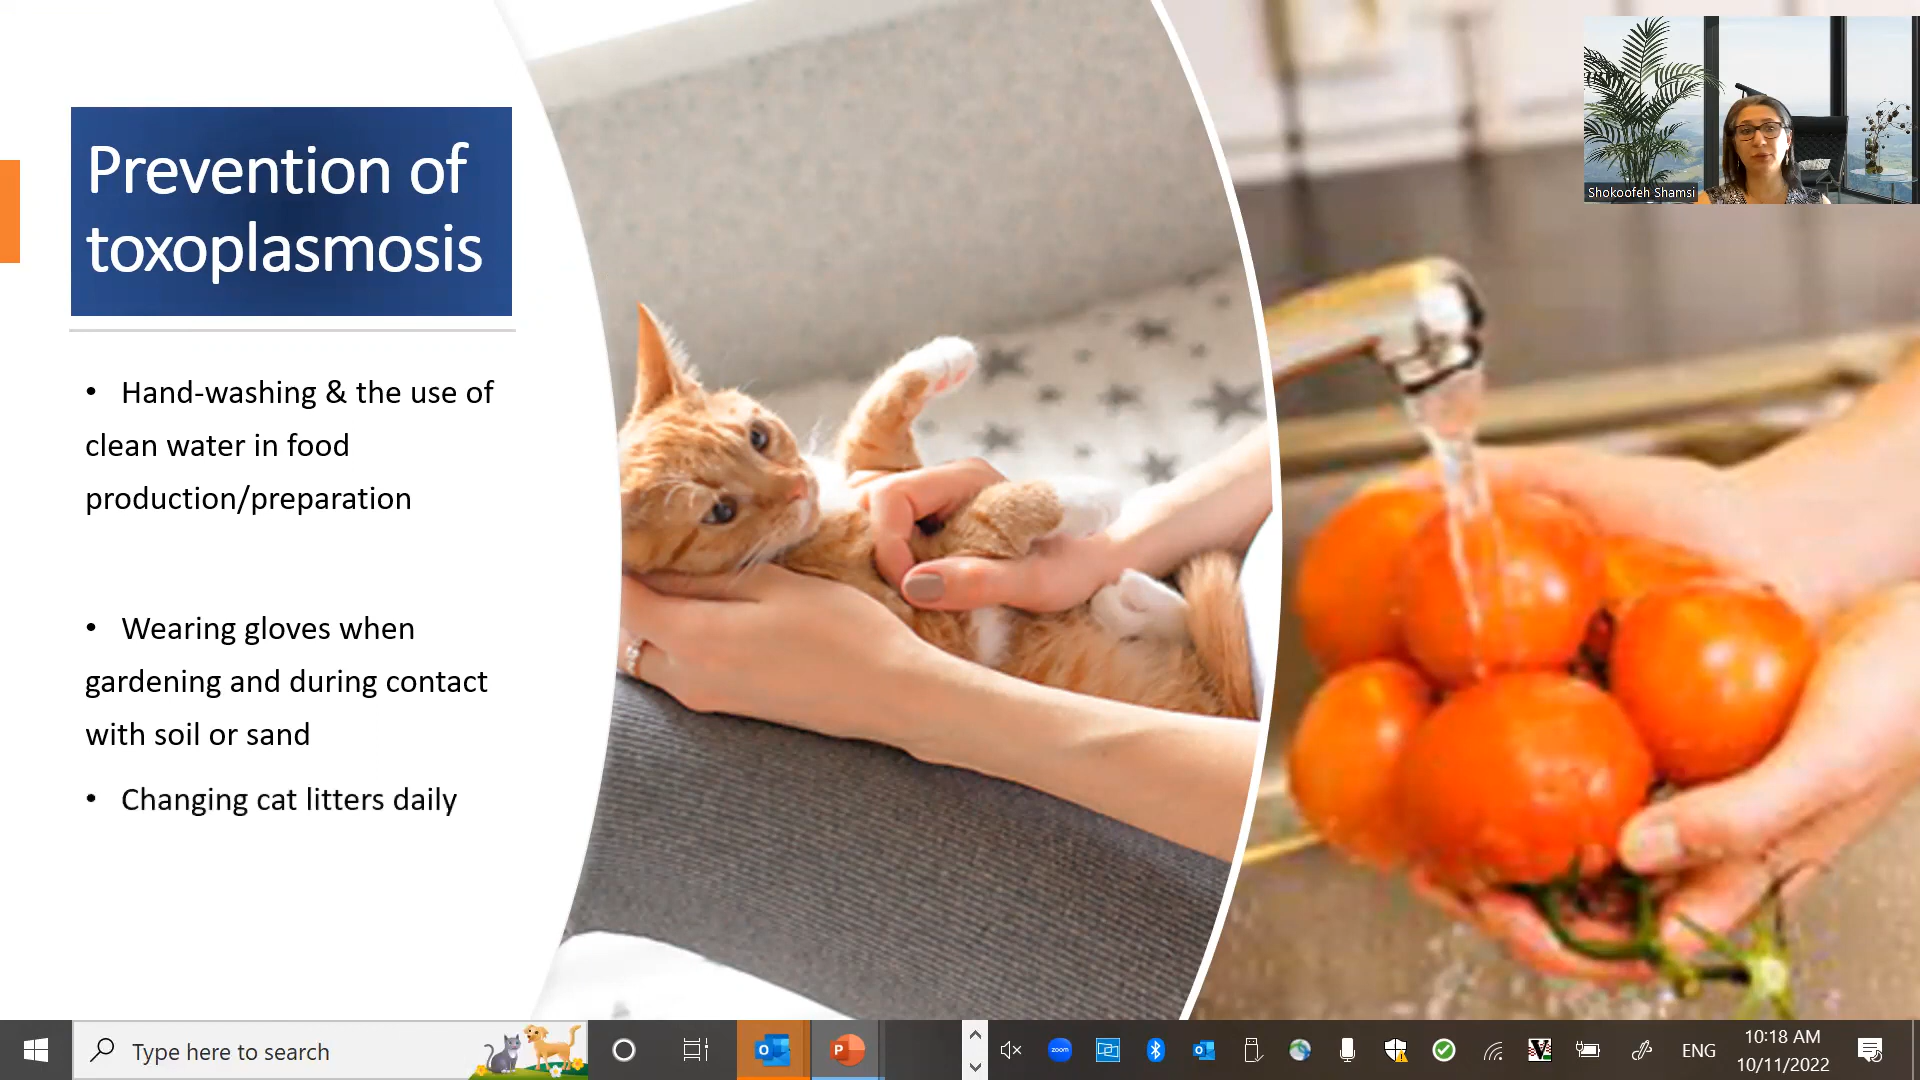 Prevention of
toxoplasmosis
• Hand-washing & the use of
clean water in food
production/preparation
• Wearing gloves when
gardening and during contact
with soil or sand
• Changing cat litters daily
Shokoofeh Shamsi
Type here to search
O
P
zoom
ENG
10:18 AM
10/11/2022